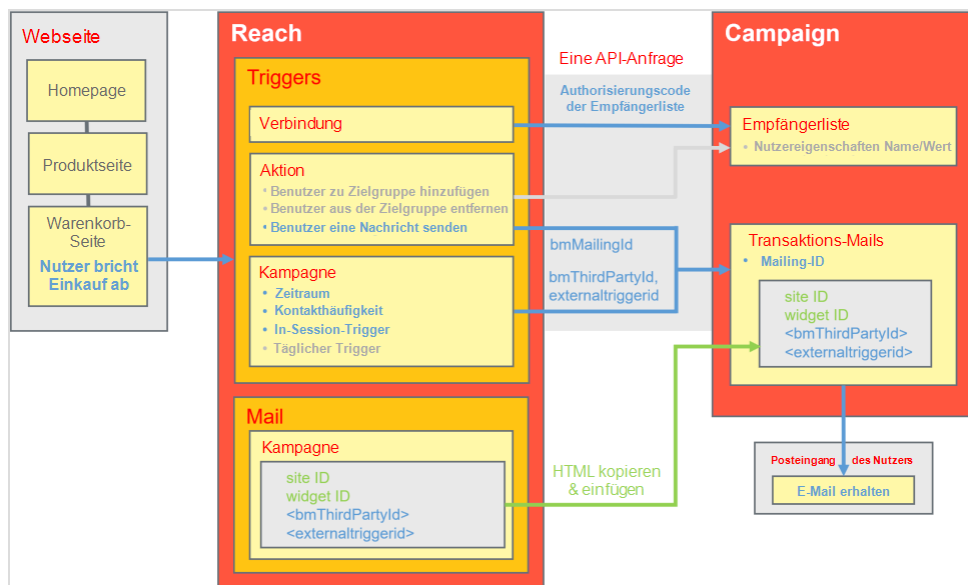 Webseite
Homepage
Produktseite
Warenkorb-
Seite
Nutzer bricht
Einkauf ab
Reach
Triggers
Verbindung
Aktion
• Benutzer zu Zielgruppe hinzufügen
• Benutzer aus der Zielgruppe entfernen
• Benutzer eine Nachricht senden
Kampagne
• Zeitraum
• Kontakthäufigkeit
• In-Session-Trigger
• Täglicher Trigger
Mail
Kampagne
site ID
widget ID
<bmThirdPartyId>
<externaltriggerid>
Eine API-Anfrage
Authorisierungscode
der Empfängerliste
bmMailingId
bmThirdPartyId,
externaltriggerid
HTML kopieren
& einfügen
Campaign
Empfängerliste
• Nutzereigenschaften Name/Wert
Transaktions-Mails
• Mailing-ID
site ID
widget ID
<bmThirdPartyId>
<externaltriggerid>
Posteingang des Nutzers
E-Mail erhalten